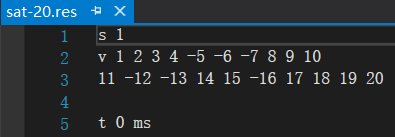 sat-20.res
1 s 1
2 v 1 2 3 4 -5 -6 -7 8 9 10
3 11 -12 -13 14 15 -16 17 18 19 20
4
5 t 0 ms